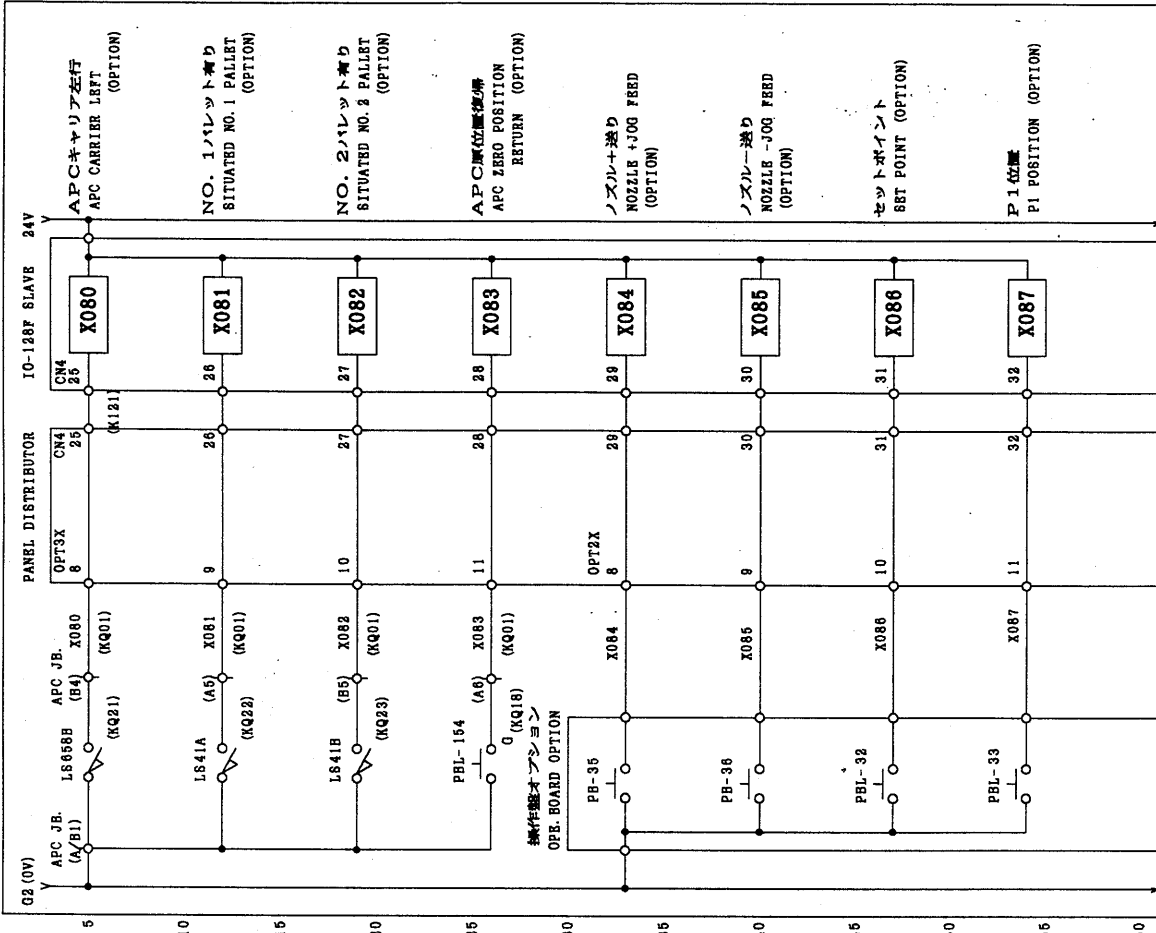 G2 (0V)
PANEL DISTRIBUTOR
IO-128F SLAVE
24V
APC JB.
(A/B1)
LS658B
(KQ21)
APC JB.
(B4)
X080
(KQ01)
OPT3X
8
CN4
25
(K121)
CN4
25
X080
APCキャリア左行
APC CARRIER LEFT
(OPTION)
LS41A
(KQ22)
(A5)
X081
(KQ01)
9
26
26
X081
NO. 1パレット有り
SITUATED NO. 1 PALLET
(OPTION)
LS41B
(KQ23)
(B5)
X082
(KQ01)
10
27
27
X082
NO. 2パレット有り
SITUATED NO. 2 PALLET
(OPTION)
PBL-154
G
(KQ18)
(A6)
X083
(KQ01)
11
28
28
X083
APC原位置復帰
APC ZERO POSITION
RETURN (OPTION)
操作盤オプション
OPE. BOARD OPTION
PB-35
X084
OPT2X
8
29
29
X084
ノズル+送り
NOZZLE +JOG FEED
(OPTION)
PB-36
X085
9
30
30
X085
ノズル−送り
NOZZLE -JOG FEED
(OPTION)
PBL-32
X086
10
31
31
X086
セットポイント
SET POINT (OPTION)
PBL-33
X087
11
32
32
X087
P1位置
P1 POSITION (OPTION)